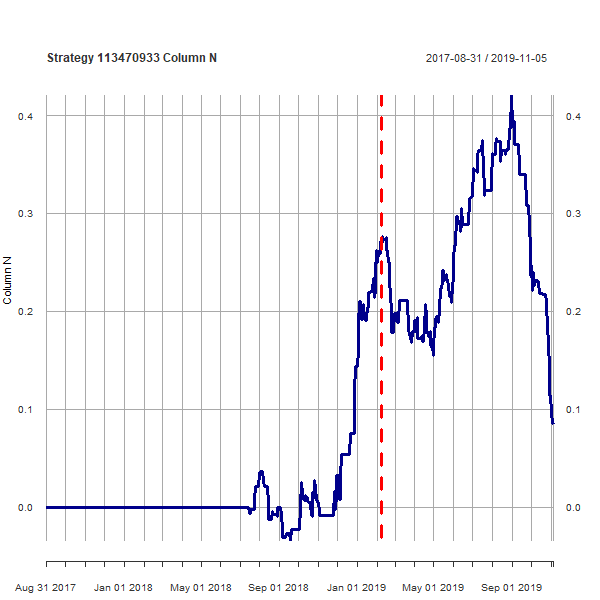 Strategy 113470933 Column N
2017-08-31 / 2019-11-05
0.4 0.4
0.3 0.3
0.2 0.2
0.1 0.1
0.0 0.0
Column N
Aug 31 2017 Jan 01 2018 May 01 2018 Sep 01 2018 Jan 01 2019 May 01 2019 Sep 01 2019